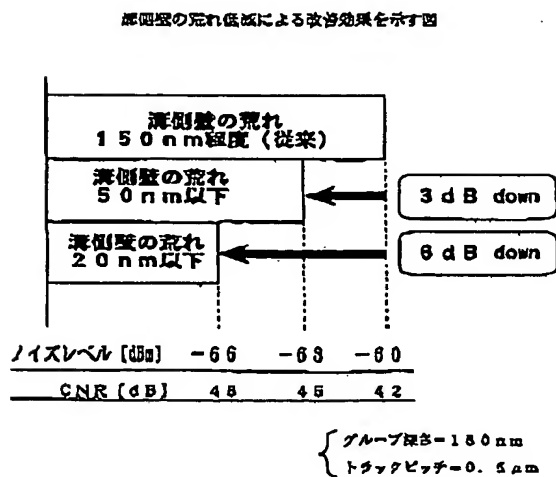 溝側壁の荒れ低減による改善効果を示す図
溝側壁の荒れ
150nm程度(従来)
溝側壁の荒れ
50nm以下
3dB down
溝側壁の荒れ
20nm以下
6dB down
ノイズレベル[dBm] -66 -63 -60
CNR[dB] 48 45 42
グルーブ深さ=180nm
トラックピッチ=0.5μm